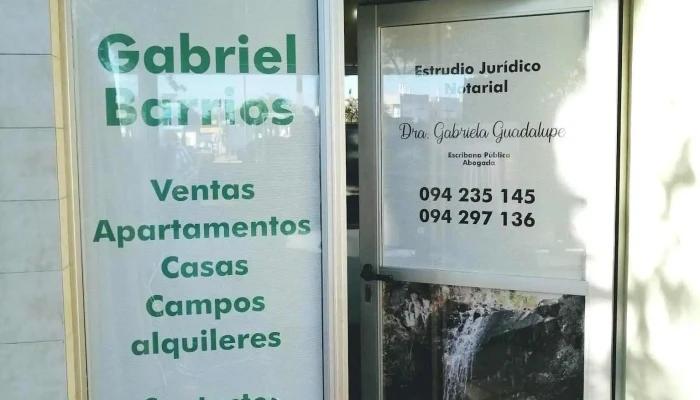 Gabriel
Barrios
Ventas
Apartamentos
Casas
Campos
alquileres
Estrudio Jurídico
Notarial
Dra. Gabriela Guadalupe
Escribana Pública
Abogada
094 235 145
094 297 136